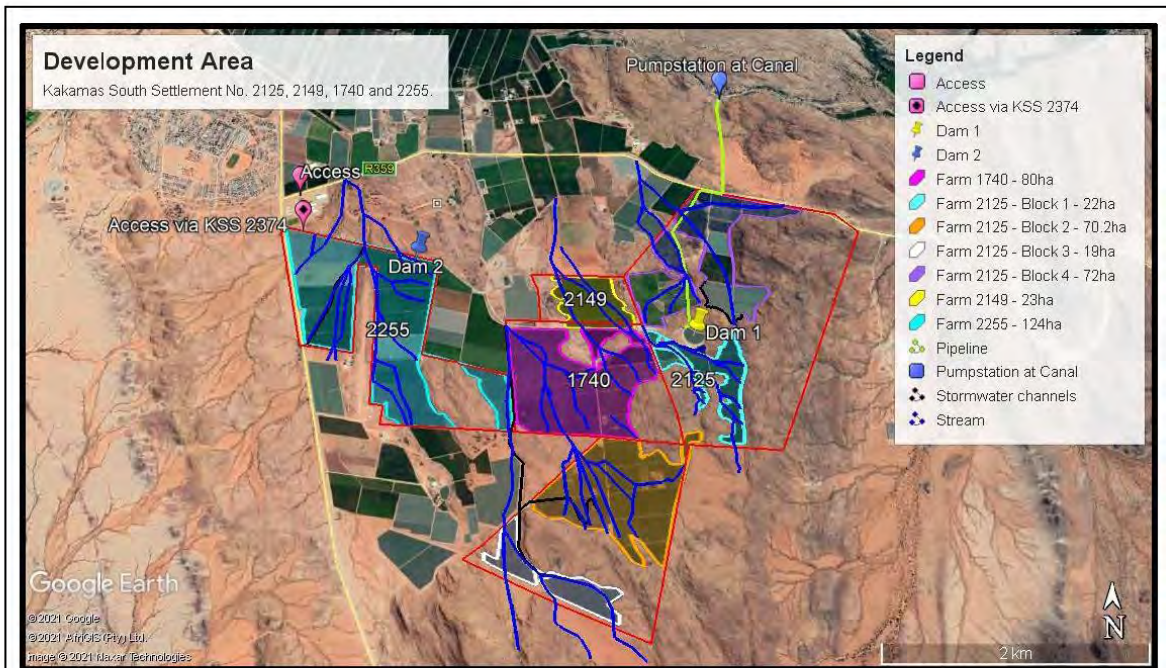 Development Area
Kakamas South Settlement No. 2125, 2149, 1740 and 2255.
Pumpstation at Canal
Access
R359
Access via KSS 2374
Dam 2
2149
Dam 1
2255
1740
2125
Legend
Access
Access via KSS 2374
Dam 1
Dam 2
Farm 1740 - 80ha
Farm 2125 - Block 1 - 22ha
Farm 2125 - Block 2 - 70.2ha
Farm 2125 - Block 3 - 19ha
Farm 2125 - Block 4 - 72ha
Farm 2149 - 23ha
Farm 2255 - 124ha
Pipeline
Pumpstation at Canal
Stormwater channels
Stream
Google Earth
© 2021 Google
© 2021 AfriGIS (Pty) Ltd.
Image © 2021 Maxar Technologies
N
2 km